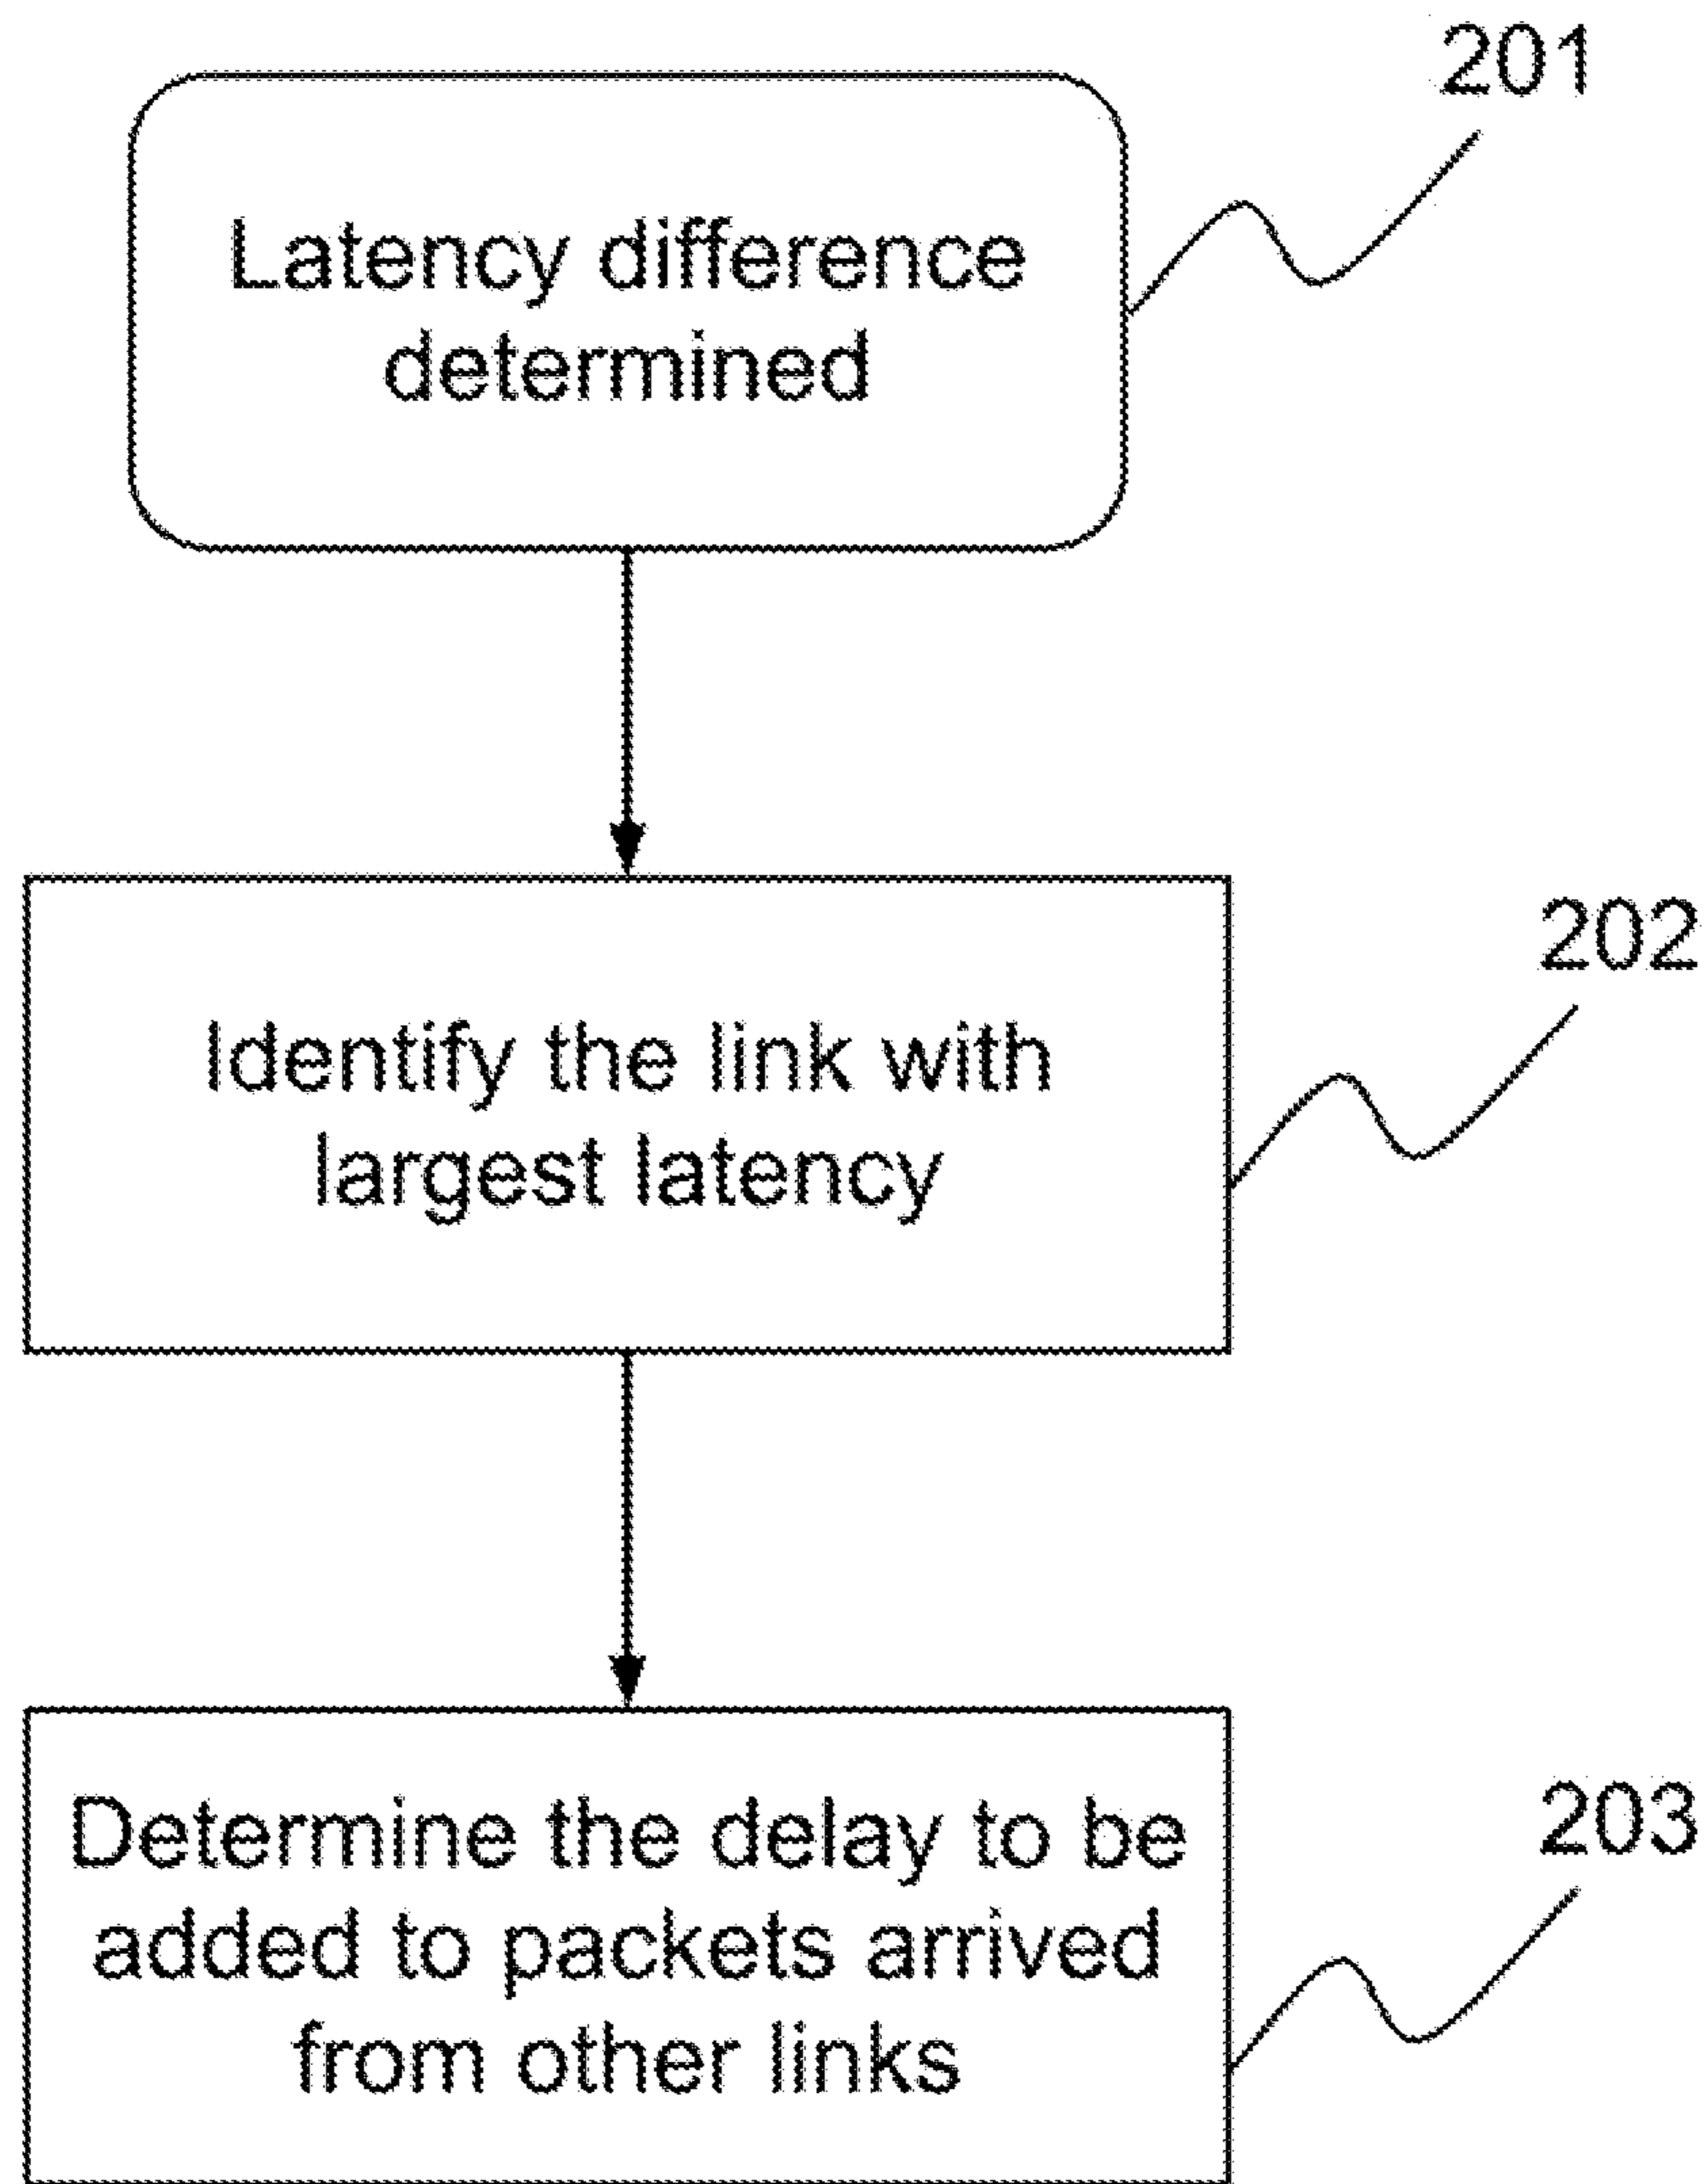 201
Latency difference
determined
202
Identify the link with
largest latency
203
Determine the delay to be
added to packets arrived
from other links